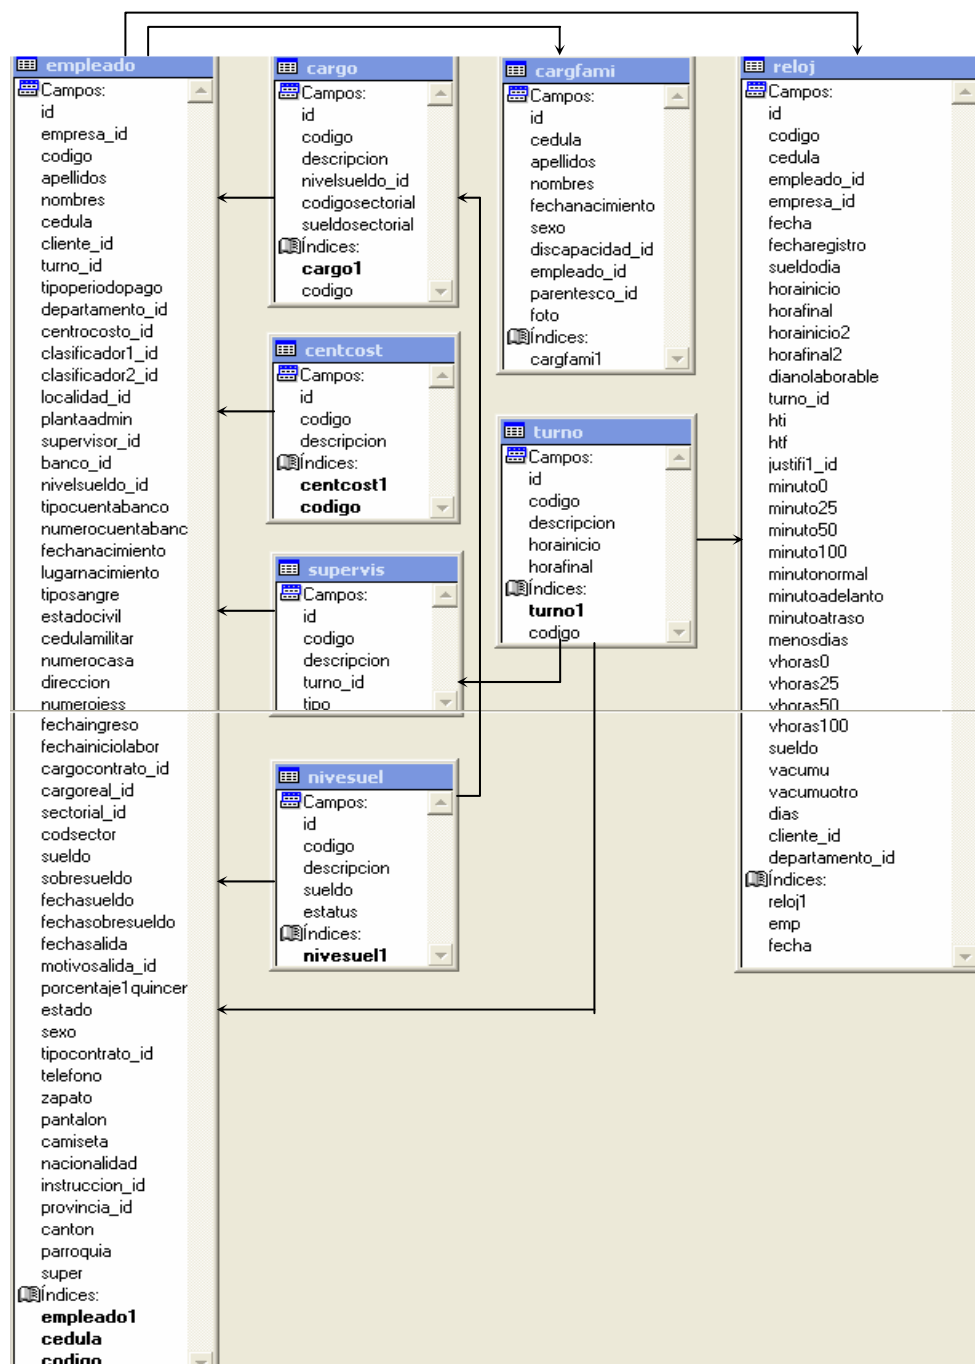 empleado
Campos:
id
empresa_id
codigo
apellidos
nombres
cedula
cliente_id
turno_id
tipoperiodopago
departamento_id
centrocosto_id
clasificador1_id
clasificador2_id
localidad_id
plantaadmin
supervisor_id
banco_id
nivelsueldo_id
tipocuentabanco
numerocuentabanc
fechanacimiento
lugarnacimiento
tiposangre
estadocivil
cedulamilitar
numerocasa
direccion
numeroiess
fechaingreso
fechainiciolabor
cargocontrato_id
cargoreal_id
sectorial_id
codsector
sueldo
sobresueldo
fechasueldo
fechasobresueldo
fechasalida
motivosalida_id
porcentaje1quincer
estado
sexo
tipocontrato_id
telefono
zapato
pantalon
camiseta
nacionalidad
instruccion_id
provincia_id
canton
parroquia
super
Índices:
empleado1
cedula
codigo
cargo
Campos:
id
codigo
descripcion
nivelsueldo_id
codigosectorial
sueldosectorial
Índices:
cargo1
codigo
centcost
Campos:
id
codigo
descripcion
Índices:
centcost1
codigo
supervis
Campos:
id
codigo
descripcion
turno_id
tipo
nivesuel
Campos:
id
codigo
descripcion
sueldo
estatus
Índices:
nivesuel1
cargfami
Campos:
id
cedula
apellidos
nombres
fechanacimiento
sexo
discapacidad_id
empleado_id
parentesco_id
foto
Índices:
cargfami1
turno
Campos:
id
codigo
descripcion
horainicio
horafinal
Índices:
turno1
codigo
reloj
Campos:
id
codigo
cedula
empleado_id
empresa_id
fecha
fecharegistro
sueldodia
horainicio
horafinal
horainicio2
horafinal2
dianolaborable
turno_id
hti
htf
justifi1_id
minuto0
minuto25
minuto50
minuto100
minutonormal
minutoadelanto
minutoatraso
menosdias
vhoras0
vhoras25
vhoras50
vhoras100
sueldo
vacumu
vacumuotro
dias
cliente_id
departamento_id
Índices:
reloj1
emp
fecha